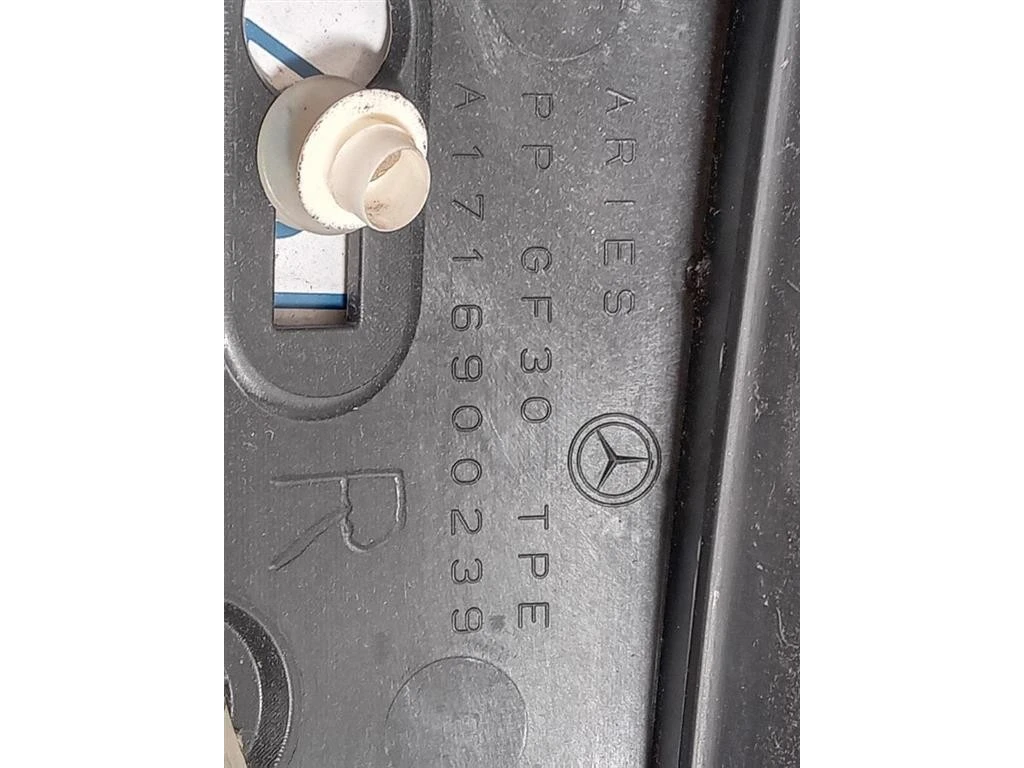 ARIES
PP GF30 TPE
A1716900239
R